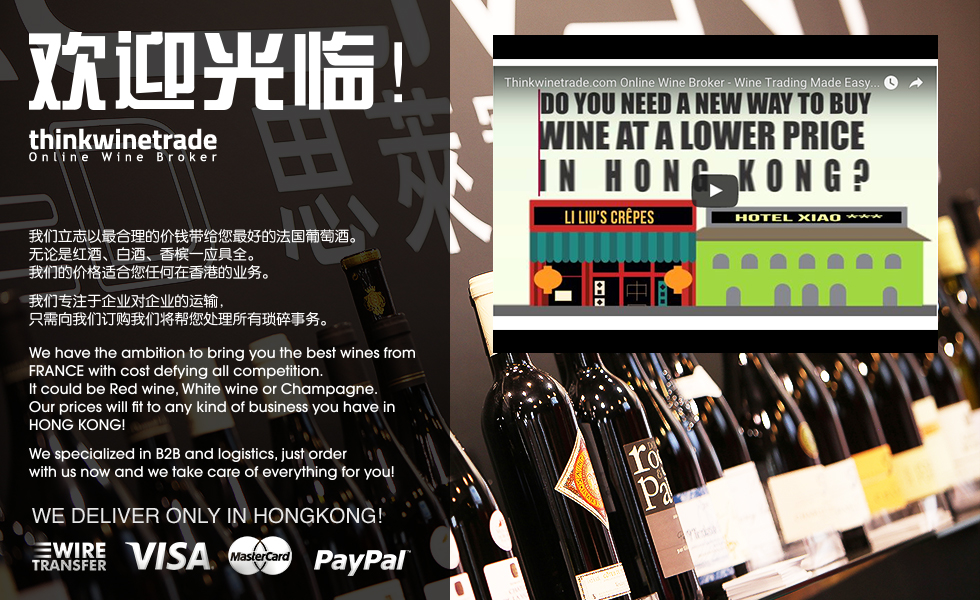 欢迎光临!
thinkwinetrade
Online Wine Broker
我们立志以最合理的价钱带给您最好的法国葡萄酒。
无论是红酒、白酒、香槟一应具全。
我们的价格适合您任何在香港的业务。
我们专注于企业对企业的运输,
只需向我们订购我们将帮您处理所有琐碎事务。
We have the ambition to bring you the best wines from
FRANCE with cost defying all competition.
It could be Red wine, White wine or Champagne.
Our prices will fit to any kind of business you have in
HONG KONG!
We specialized in B2B and logistics, just order
with us now and we take care of everything for you!
WE DELIVER ONLY IN HONGKONG!
WIRE
TRANSFER
VISA
MasterCard
PayPal
Thinkwinetrade.com Online Wine Broker - Wine Trading Made Easy...
DO YOU NEED A NEW WAY TO BUY
WINE AT A LOWER PRICE
IN HONG KONG?
LI LIU'S CRÊPES
HOTEL XIAO ★★★
思萊